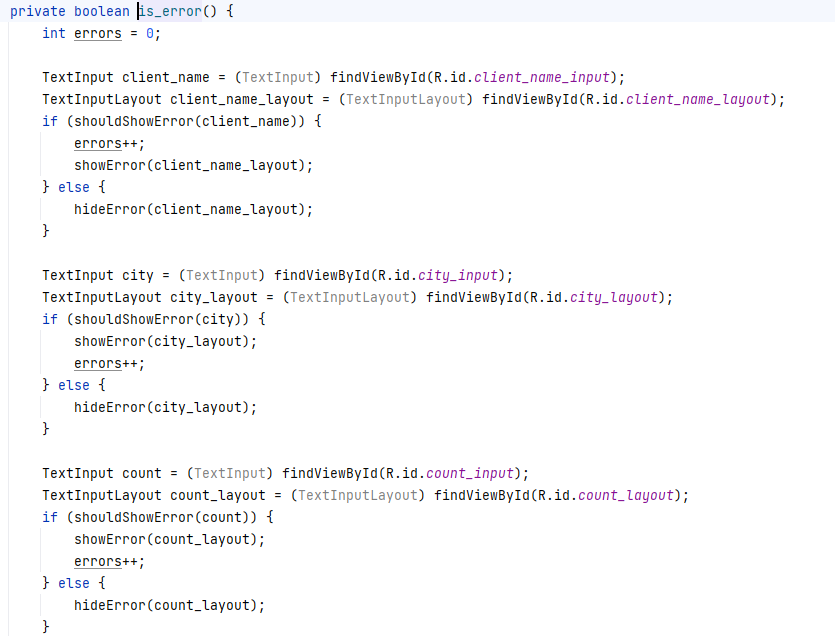 private boolean is_error() {
    int errors = 0;

    TextInput client_name = (TextInput) findViewById(R.id.client_name_input);
    TextInputLayout client_name_layout = (TextInputLayout) findViewById(R.id.client_name_layout);
    if (shouldShowError(client_name)) {
        errors++;
        showError(client_name_layout);
    } else {
        hideError(client_name_layout);
    }

    TextInput city = (TextInput) findViewById(R.id.city_input);
    TextInputLayout city_layout = (TextInputLayout) findViewById(R.id.city_layout);
    if (shouldShowError(city)) {
        showError(city_layout);
        errors++;
    } else {
        hideError(city_layout);
    }

    TextInput count = (TextInput) findViewById(R.id.count_input);
    TextInputLayout count_layout = (TextInputLayout) findViewById(R.id.count_layout);
    if (shouldShowError(count)) {
        showError(count_layout);
        errors++;
    } else {
        hideError(count_layout);
    }